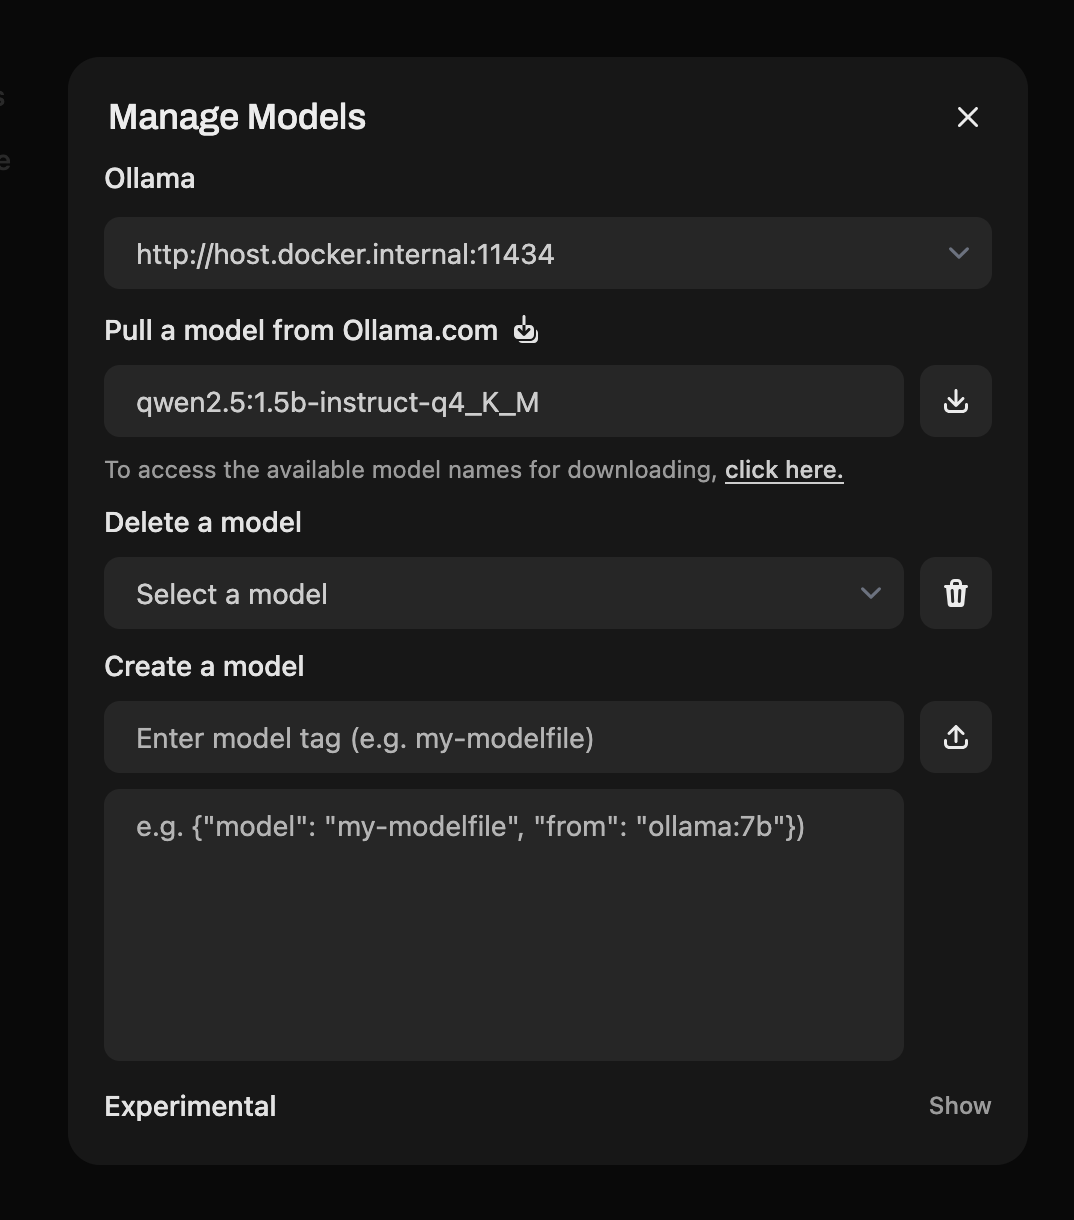 Manage Models
Ollama
http://host.docker.internal:11434
Pull a model from Ollama.com
qwen2.5:1.5b-instruct-q4_K_M
To access the available model names for downloading, click here.
Delete a model
Select a model
Create a model
Enter model tag (e.g. my-modelfile)
e.g. {"model": "my-modelfile", "from": "ollama:7b"})
Experimental
Show